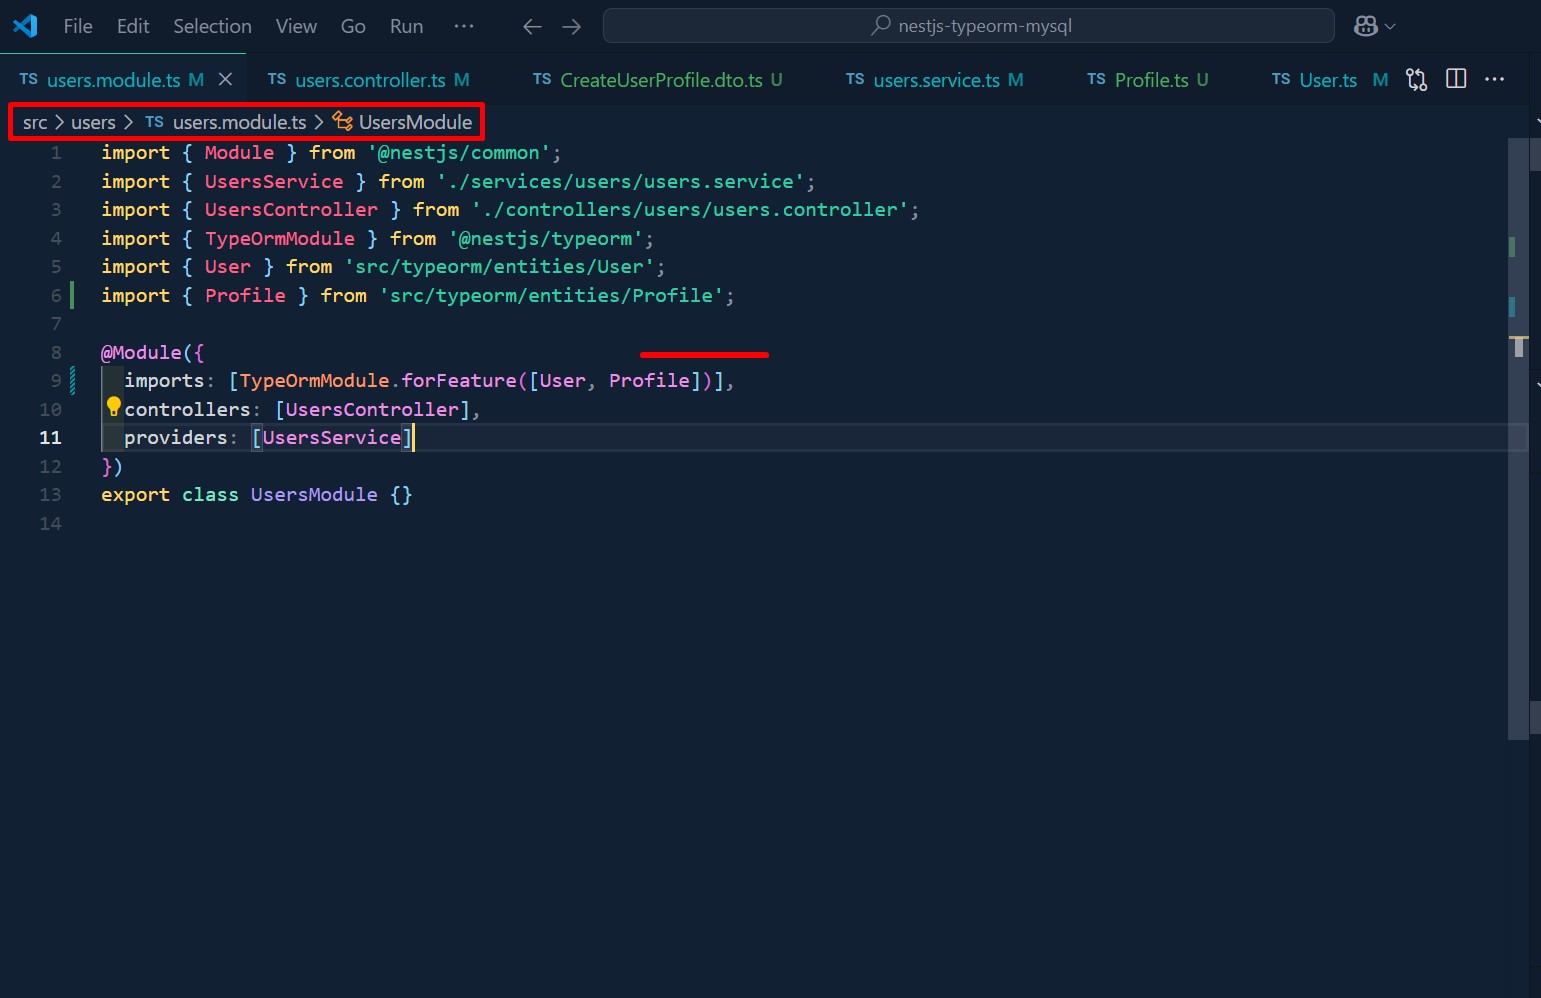 File Edit Selection View Go Run ··· nestjs-typeorm-mysql
TS users.module.ts M TS users.controller.ts M TS CreateUserProfile.dto.ts U TS users.service.ts M TS Profile.ts U TS User.ts M
src > users > TS users.module.ts > UsersModule
1 import { Module } from '@nestjs/common';
2 import { UsersService } from './services/users/users.service';
3 import { UsersController } from './controllers/users/users.controller';
4 import { TypeOrmModule } from '@nestjs/typeorm';
5 import { User } from 'src/typeorm/entities/User';
6 import { Profile } from 'src/typeorm/entities/Profile';
7
8 @Module({
9 imports: [TypeOrmModule.forFeature([User, Profile])],
10 controllers: [UsersController],
11 providers: [UsersService]
12 })
13 export class UsersModule {}
14